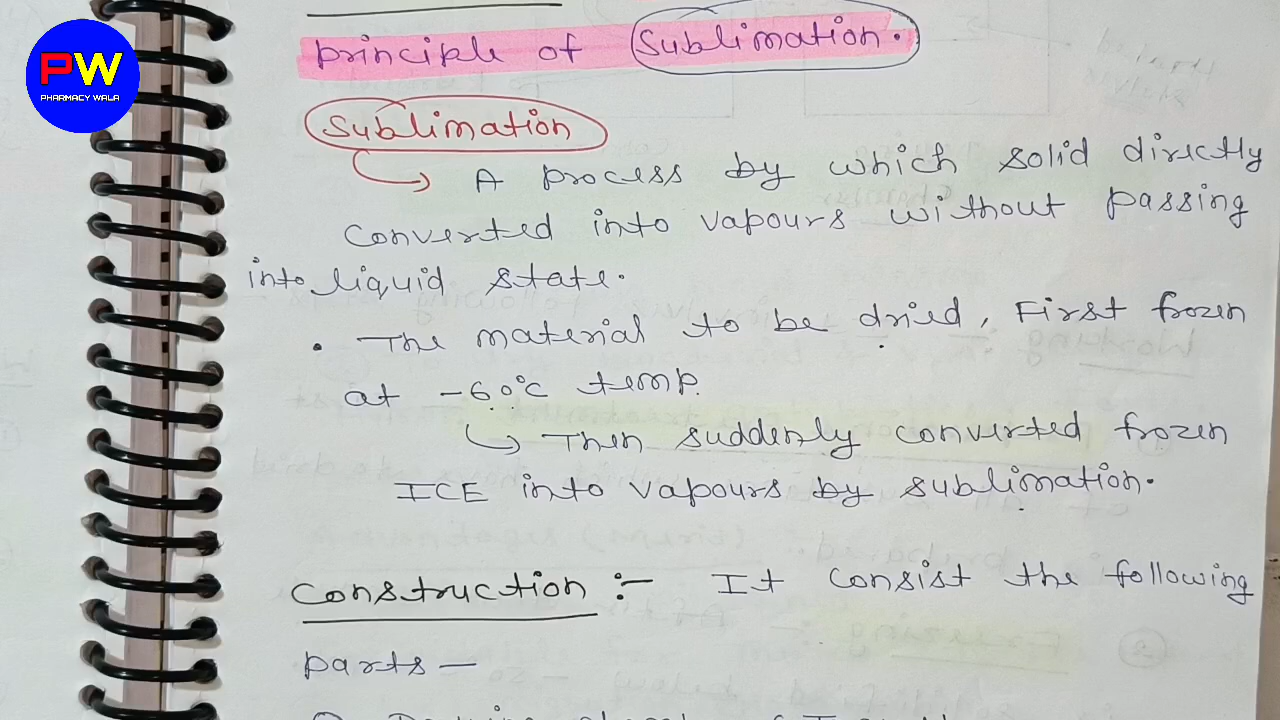 PW
PHARMACY WALA
principle of Sublimation.
Sublimation
A process by which solid directly
converted into vapours without passing
into liquid state.
• The material to be dried, First frozen
at -60°C temp.
Then suddenly converted frozen
ICE into vapours by sublimation.
Construction :- It consist the following
parts -